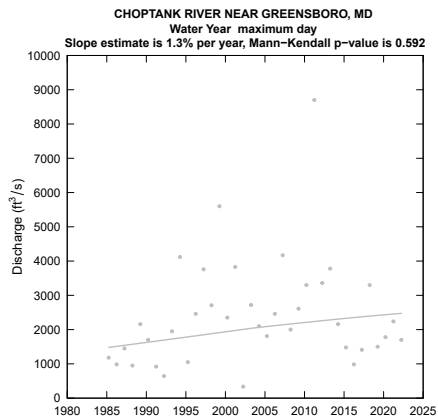 CHOPTANK RIVER NEAR GREENSBORO, MD
Water Year maximum day
Slope estimate is 1.3% per year, Mann−Kendall p−value is 0.592
Discharge (ft³/s)
10000
9000
8000
7000
6000
5000
4000
3000
2000
1000
0
1980 1985 1990 1995 2000 2005 2010 2015 2020 2025